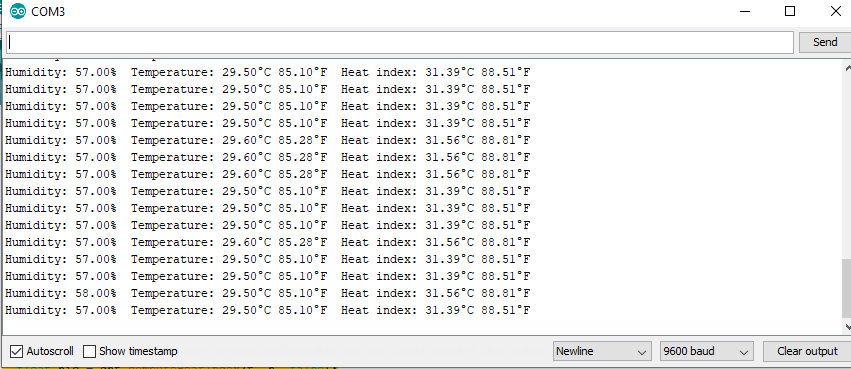 COM3
Send
Humidity: 57.00%  Temperature: 29.50°C 85.10°F  Heat index: 31.39°C 88.51°F
Humidity: 57.00%  Temperature: 29.50°C 85.10°F  Heat index: 31.39°C 88.51°F
Humidity: 57.00%  Temperature: 29.50°C 85.10°F  Heat index: 31.39°C 88.51°F
Humidity: 57.00%  Temperature: 29.50°C 85.10°F  Heat index: 31.39°C 88.51°F
Humidity: 57.00%  Temperature: 29.60°C 85.28°F  Heat index: 31.56°C 88.81°F
Humidity: 57.00%  Temperature: 29.60°C 85.28°F  Heat index: 31.56°C 88.81°F
Humidity: 57.00%  Temperature: 29.60°C 85.28°F  Heat index: 31.56°C 88.81°F
Humidity: 57.00%  Temperature: 29.50°C 85.10°F  Heat index: 31.39°C 88.51°F
Humidity: 57.00%  Temperature: 29.50°C 85.10°F  Heat index: 31.39°C 88.51°F
Humidity: 57.00%  Temperature: 29.50°C 85.10°F  Heat index: 31.39°C 88.51°F
Humidity: 57.00%  Temperature: 29.60°C 85.28°F  Heat index: 31.56°C 88.81°F
Humidity: 57.00%  Temperature: 29.50°C 85.10°F  Heat index: 31.39°C 88.51°F
Humidity: 57.00%  Temperature: 29.50°C 85.10°F  Heat index: 31.39°C 88.51°F
Humidity: 58.00%  Temperature: 29.50°C 85.10°F  Heat index: 31.56°C 88.81°F
Humidity: 57.00%  Temperature: 29.50°C 85.10°F  Heat index: 31.39°C 88.51°F
Autoscroll Show timestamp Newline 9600 baud Clear output